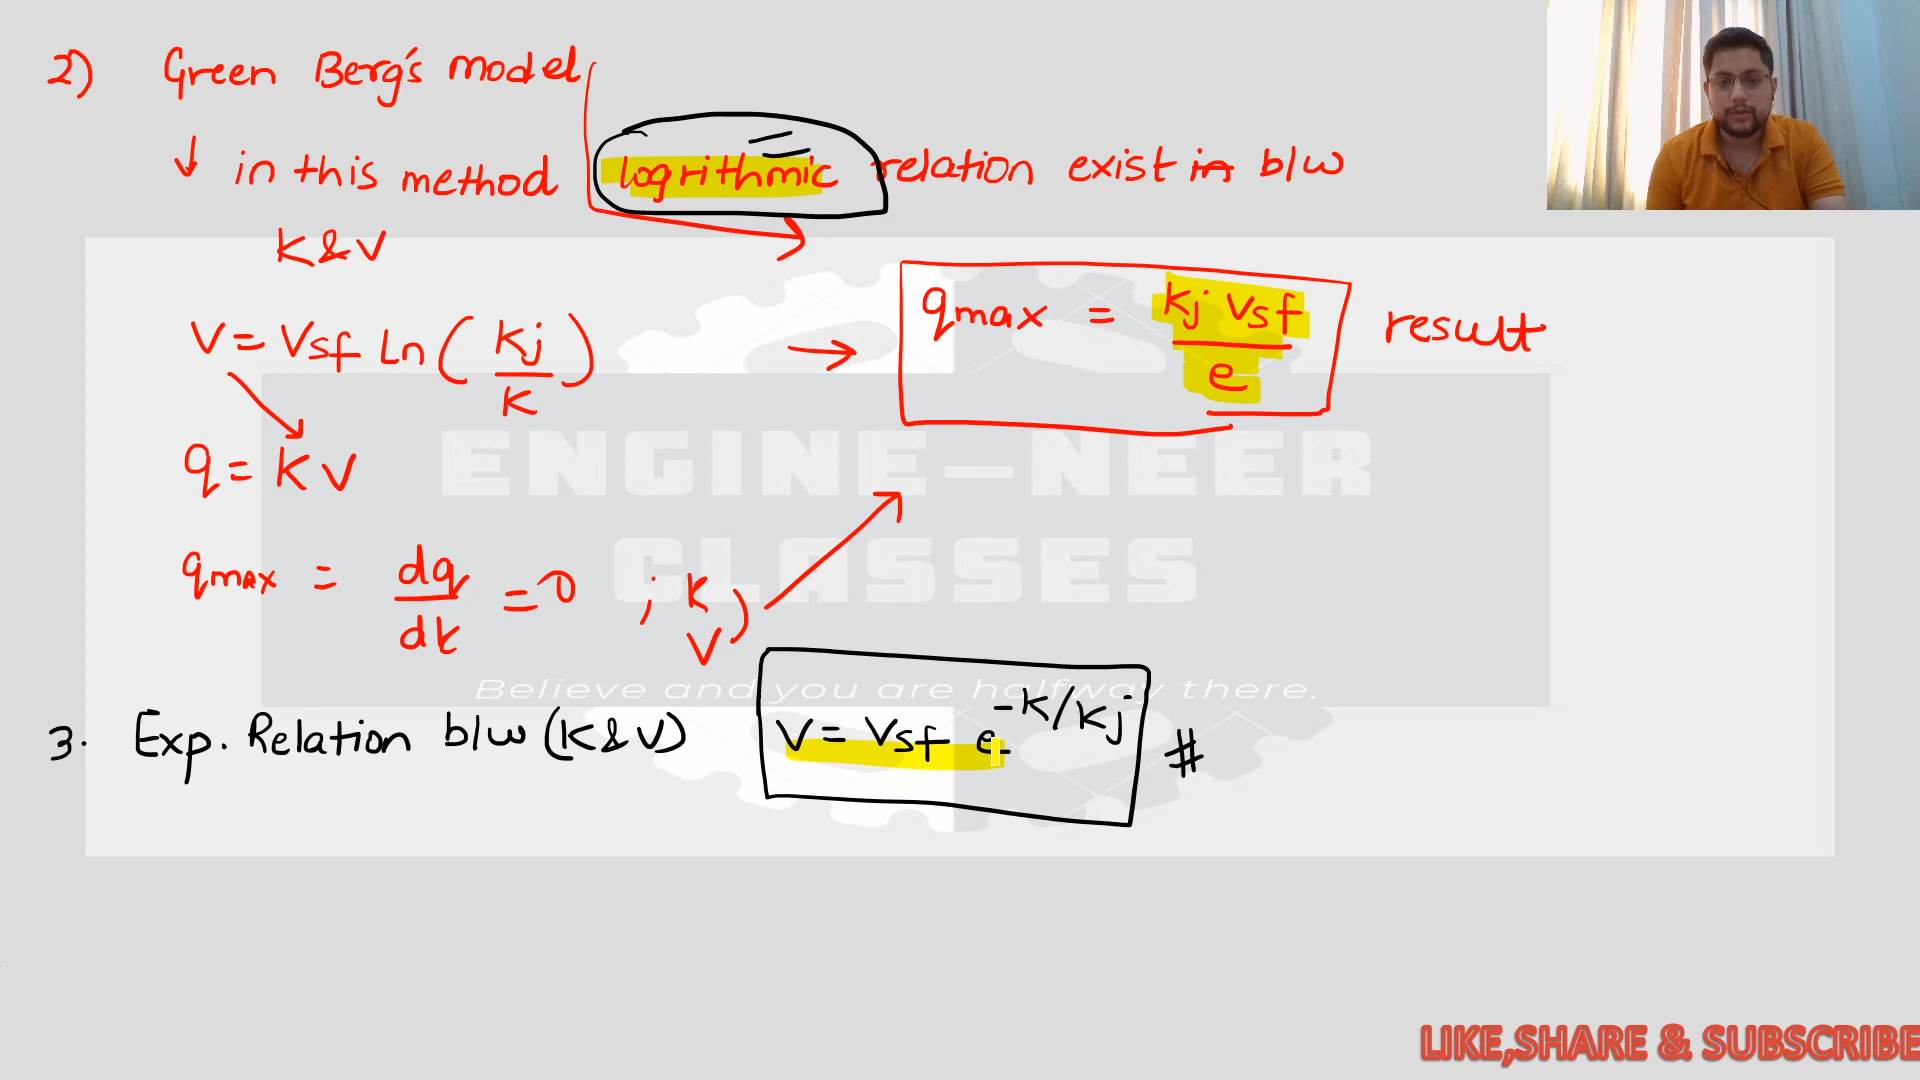 2) Green Berg's model
↓ in this method logrithmic relation exist in b/w
K & V
V = Vsf Ln (Kj/K)
→ qmax = Kj Vsf / e result
q = K V
qmax = dq/dk = 0 ; K
V
3. Exp. Relation b/w (K & V) V = Vsf e^-K/Kj #
ENGINE-NEER
CLASSES
Believe and you are halfway there.
LIKE,SHARE & SUBSCRIBE